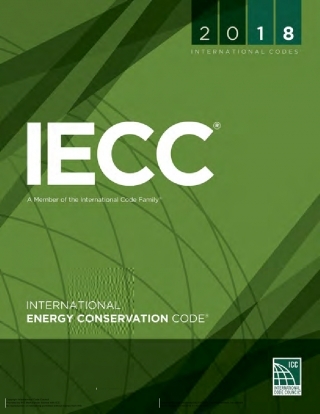 2018
INTERNATIONAL CODES
IECC®
A Member of the International Code Family®
INTERNATIONAL
ENERGY CONSERVATION CODE®
ICC
INTERNATIONAL
CODE COUNCIL®